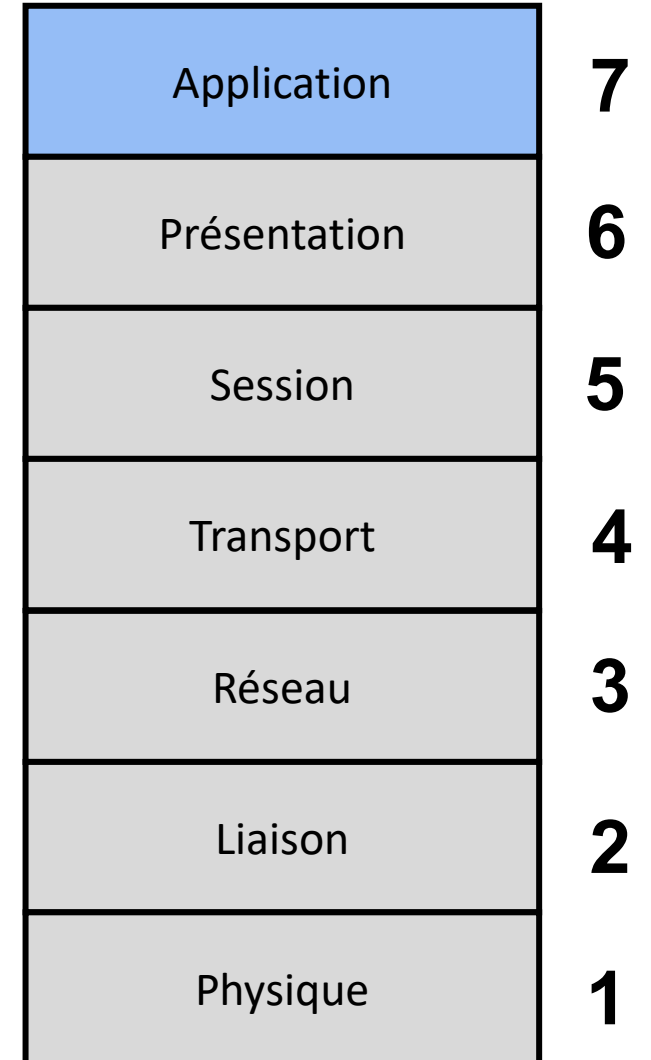 Application 7
Présentation 6
Session 5
Transport 4
Réseau 3
Liaison 2
Physique 1